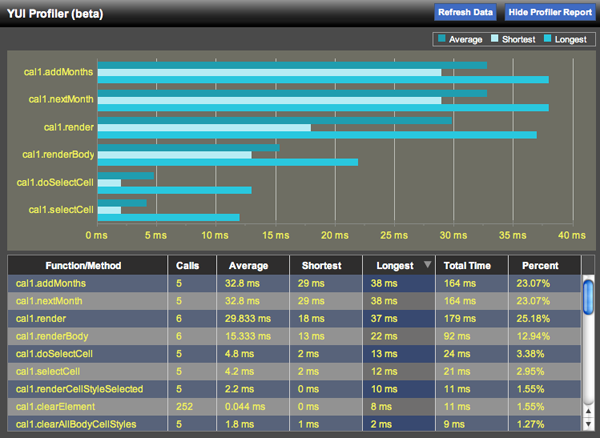 YUI Profiler (beta) Refresh Data Hide Profiler Report
Average Shortest Longest
cal1.addMonths
cal1.nextMonth
cal1.render
cal1.renderBody
cal1.doSelectCell
cal1.selectCell
0 ms 5 ms 10 ms 15 ms 20 ms 25 ms 30 ms 35 ms 40 ms
Function/Method Calls Average Shortest Longest Total Time Percent
cal1.addMonths 5 32.8 ms 29 ms 38 ms 164 ms 23.07%
cal1.nextMonth 5 32.8 ms 29 ms 38 ms 164 ms 23.07%
cal1.render 6 29.833 ms 18 ms 37 ms 179 ms 25.18%
cal1.renderBody 6 15.333 ms 13 ms 22 ms 92 ms 12.94%
cal1.doSelectCell 5 4.8 ms 2 ms 13 ms 24 ms 3.38%
cal1.selectCell 5 4.2 ms 2 ms 12 ms 21 ms 2.95%
cal1.renderCellStyleSelected 5 2.2 ms 0 ms 10 ms 11 ms 1.55%
cal1.clearElement 252 0.044 ms 0 ms 8 ms 11 ms 1.55%
cal1.clearAllBodyCellStyles 5 1.8 ms 1 ms 2 ms 9 ms 1.27%